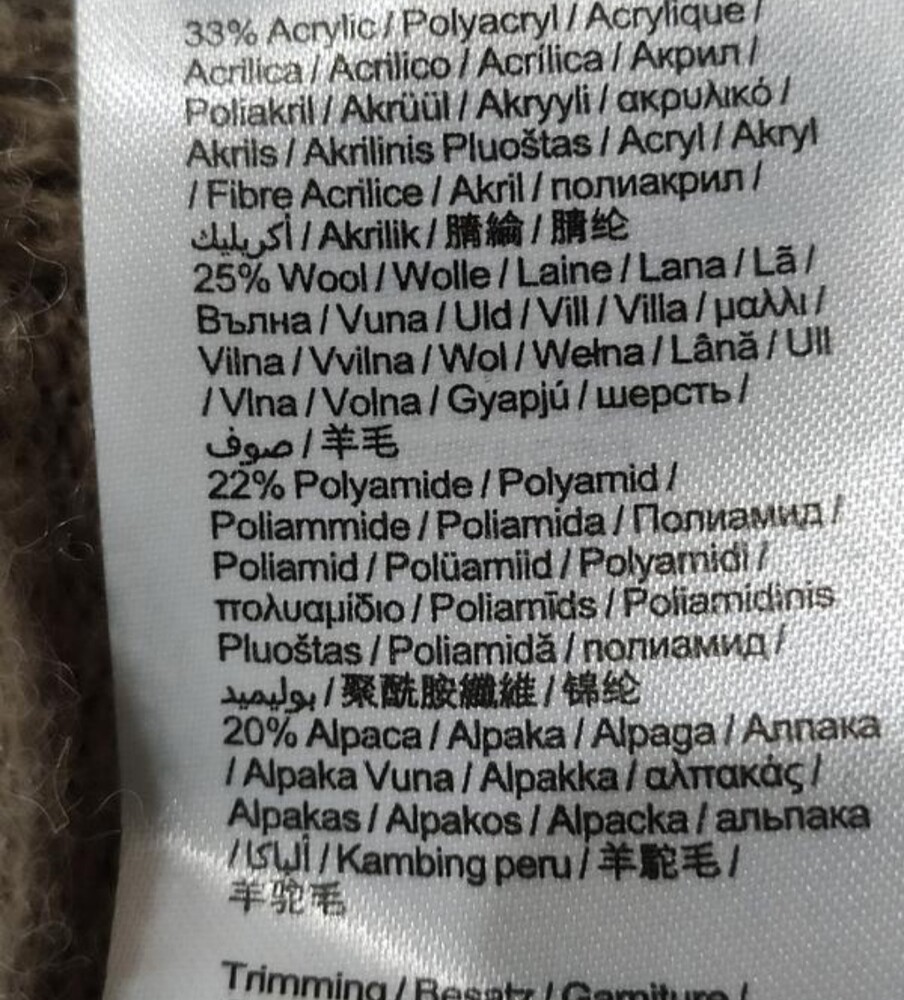 33% Acrylic / Polyacryl / Acrylique /
Acrilica / Acrilico / Acrílica / Акрил /
Poliakril / Akrüül / Akryyli / ακρυλικό /
Akrils / Akrilinis Pluoštas / Acryl / Akryl
/ Fibre Acrilice / Akril / полиакрил /
أكريليك / Akrilik / 腈綸 / 腈纶
25% Wool / Wolle / Laine / Lana / Lã /
Вълна / Vuna / Uld / Vill / Villa / μαλλι /
Vilna / Vvilna / Wol / Wełna / Lână / Ull
/ Vlna / Volna / Gyapjú / шерсть /
صوف / 羊毛
22% Polyamide / Polyamid /
Poliammide / Poliamida / Полиамид /
Poliamid / Polüamiid / Polyamidi /
πολυαμίδιο / Poliamīds / Poliamidinis
Pluoštas / Poliamidă / полиамид /
بوليميد / 聚酰胺纖維 / 锦纶
20% Alpaca / Alpaka / Alpaga / Алпака
/ Alpaka Vuna / Alpakka / αλπακάς /
Alpakas / Alpakos / Alpacka / альпака
/ ألباكا / Kambing peru / 羊駝毛 /
羊驼毛
Trimming / Besatz / Garniture /